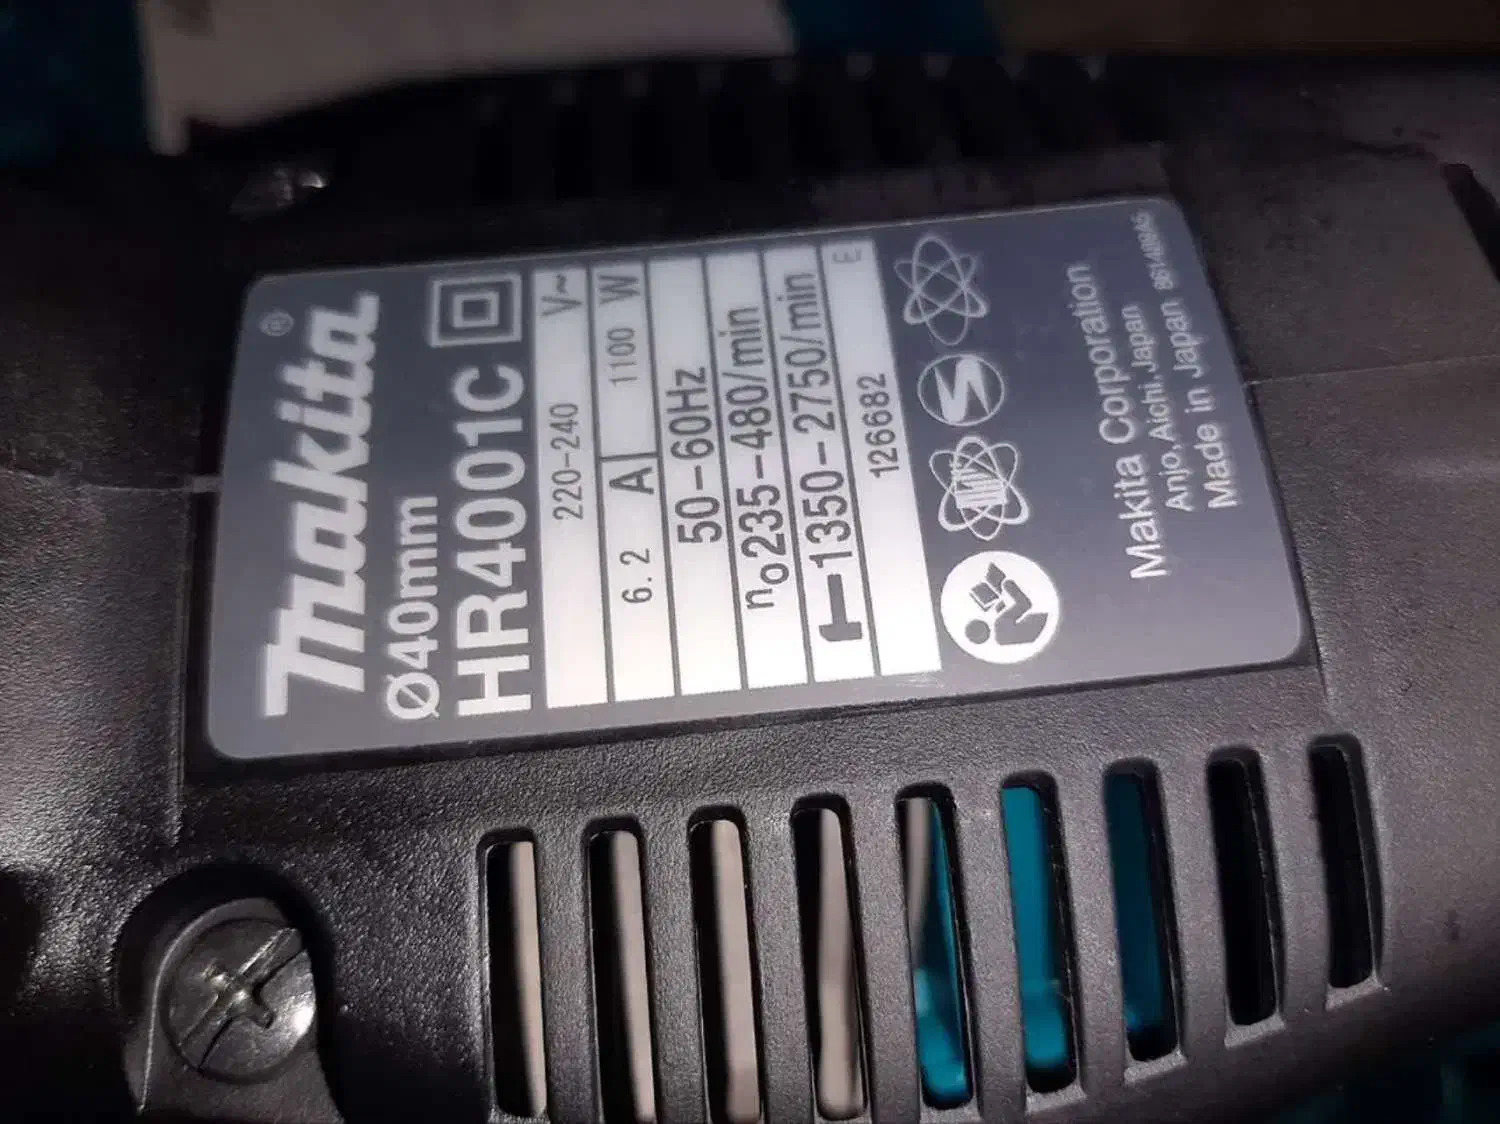 makita®
Ø40mm
HR4001C
220-240 V~
6.2 A 1100 W
50-60Hz
no235-480/min
1350-2750/min
126682 E
S
Makita Corporation
Anjo, Aichi, Japan
Made in Japan